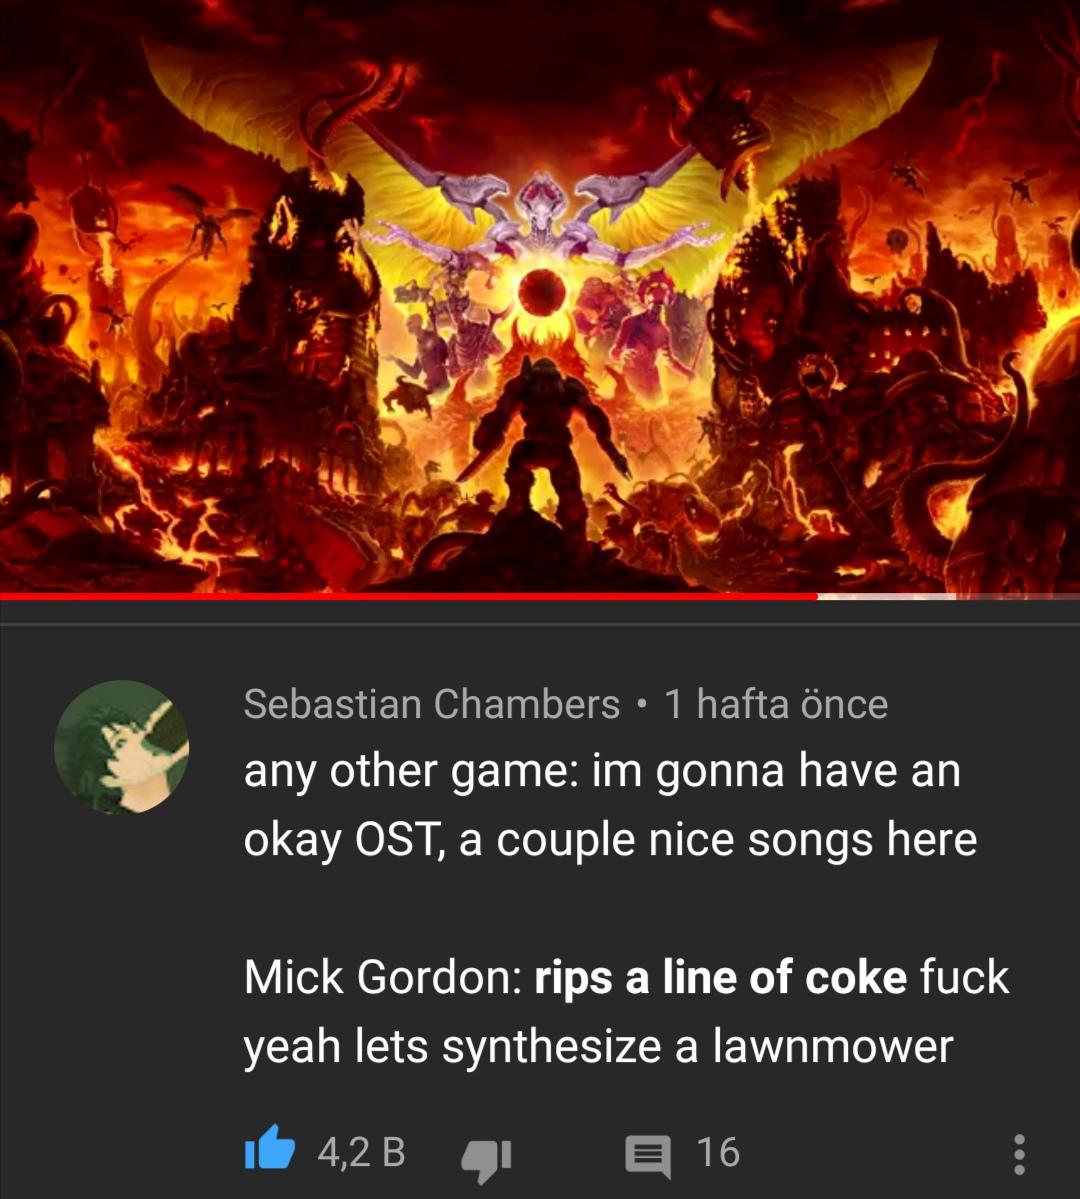 Sebastian Chambers • 1 hafta önce
any other game: im gonna have an
okay OST, a couple nice songs here
Mick Gordon: rips a line of coke fuck
yeah lets synthesize a lawnmower
4,2 B 16